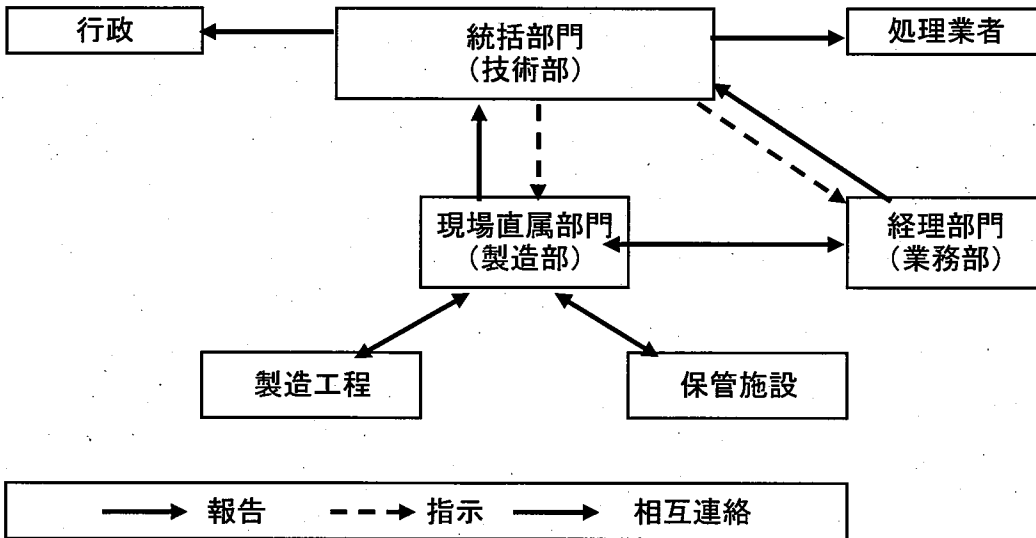 行政
統括部門
(技術部)
処理業者
現場直属部門
(製造部)
経理部門
(業務部)
製造工程
保管施設
報告
指示
相互連絡